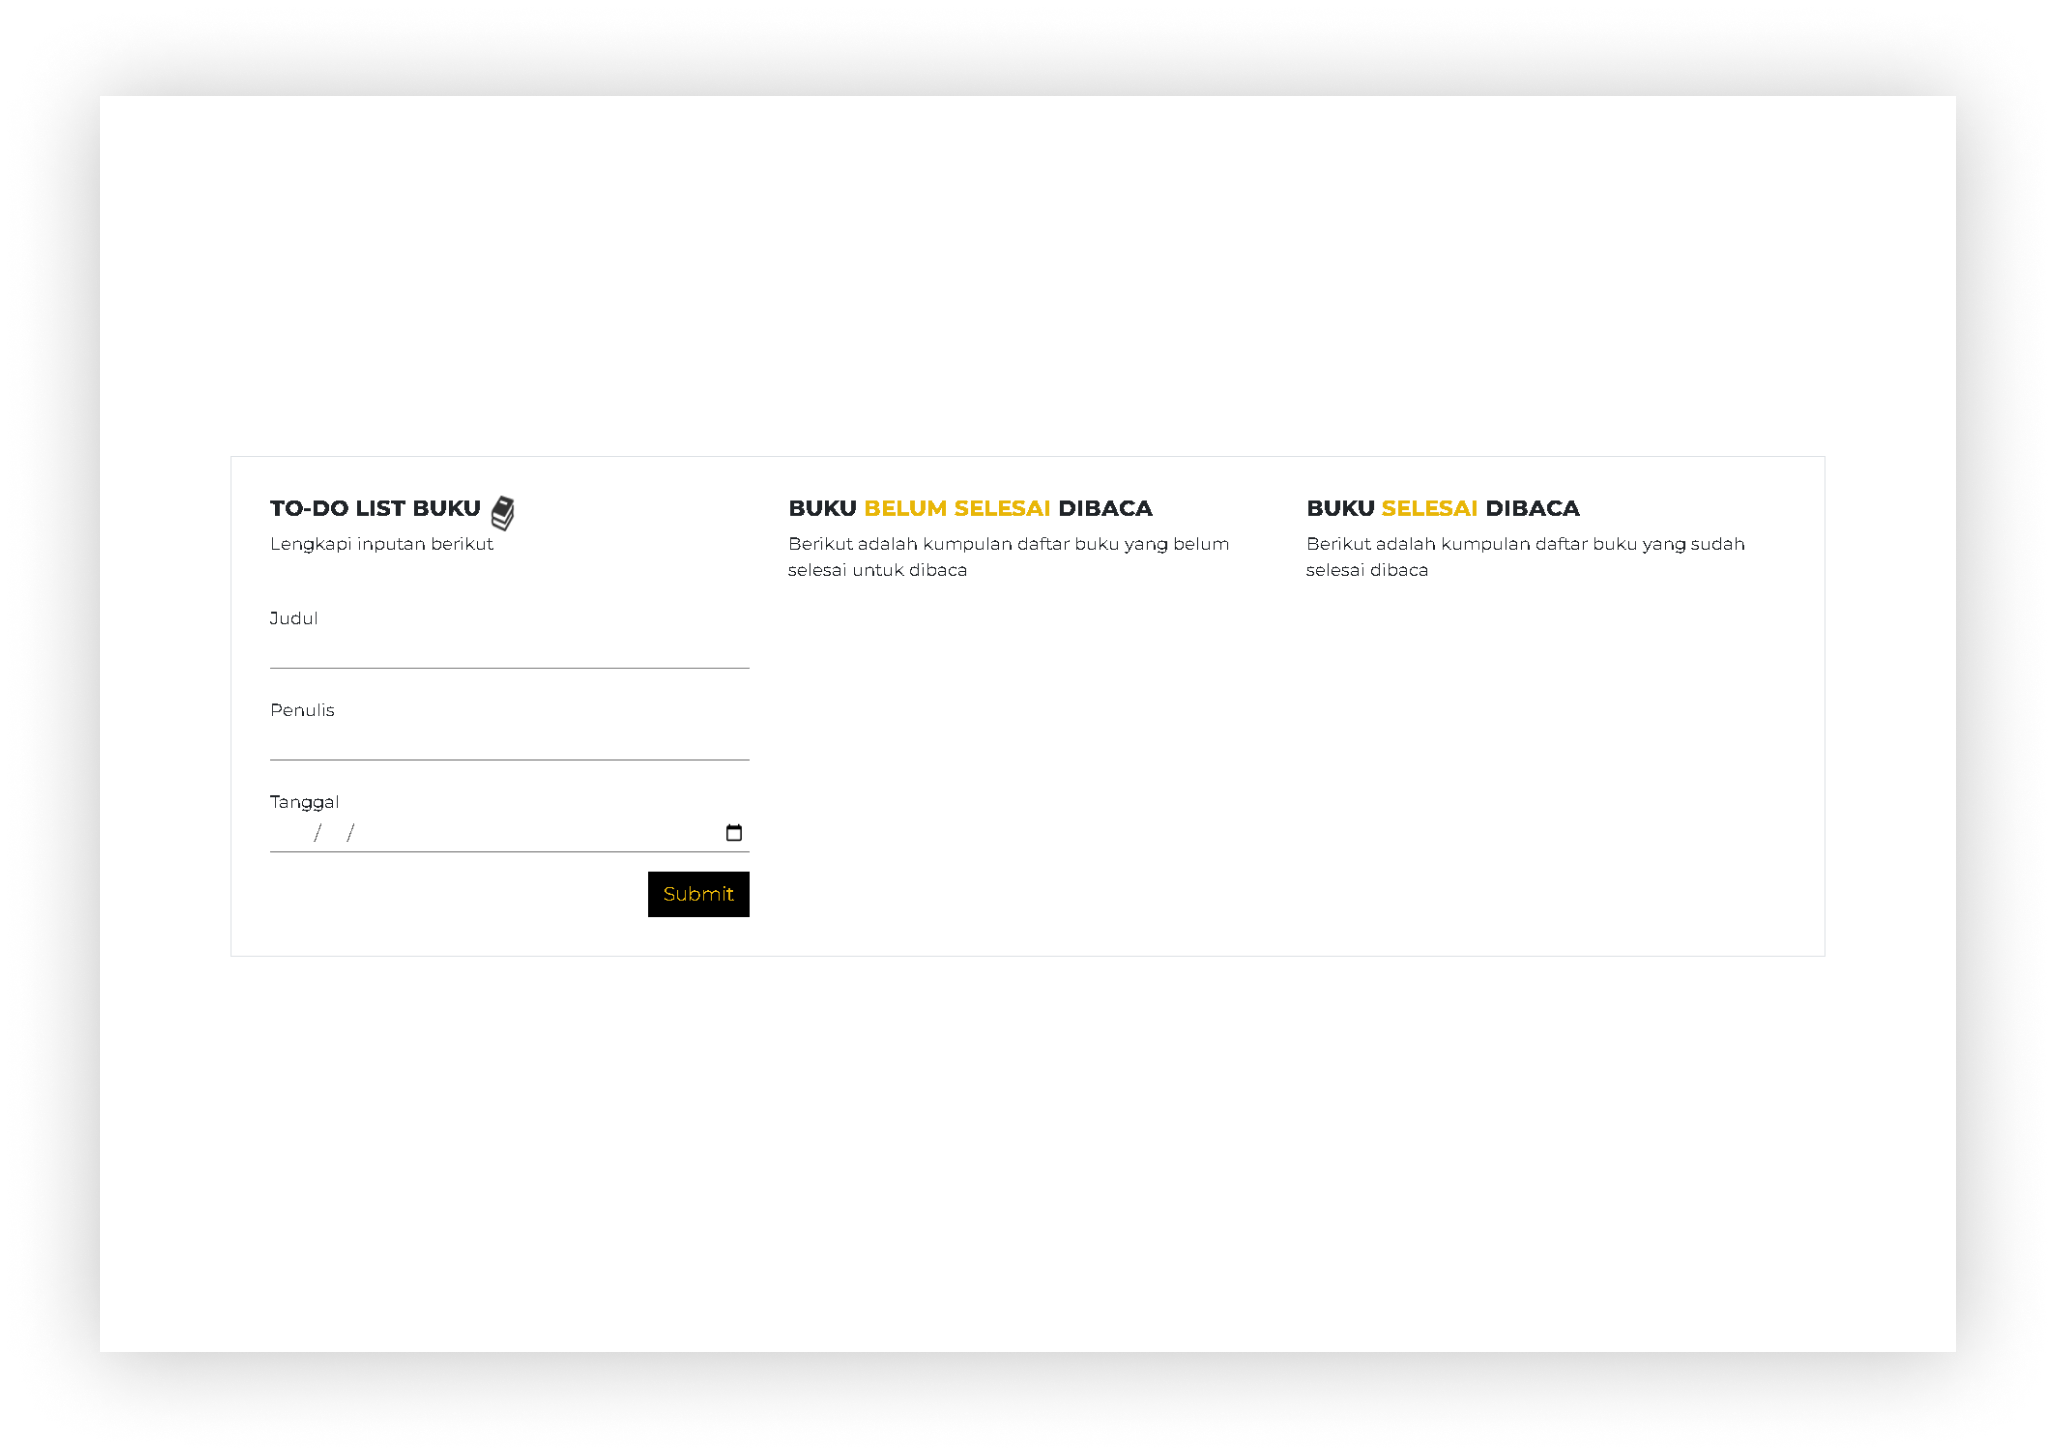 TO-DO LIST BUKU
Lengkapi inputan berikut
Judul
Penulis
Tanggal
/ /
Submit
BUKU BELUM SELESAI DIBACA
Berikut adalah kumpulan daftar buku yang belum
selesai untuk dibaca
BUKU SELESAI DIBACA
Berikut adalah kumpulan daftar buku yang sudah
selesai dibaca